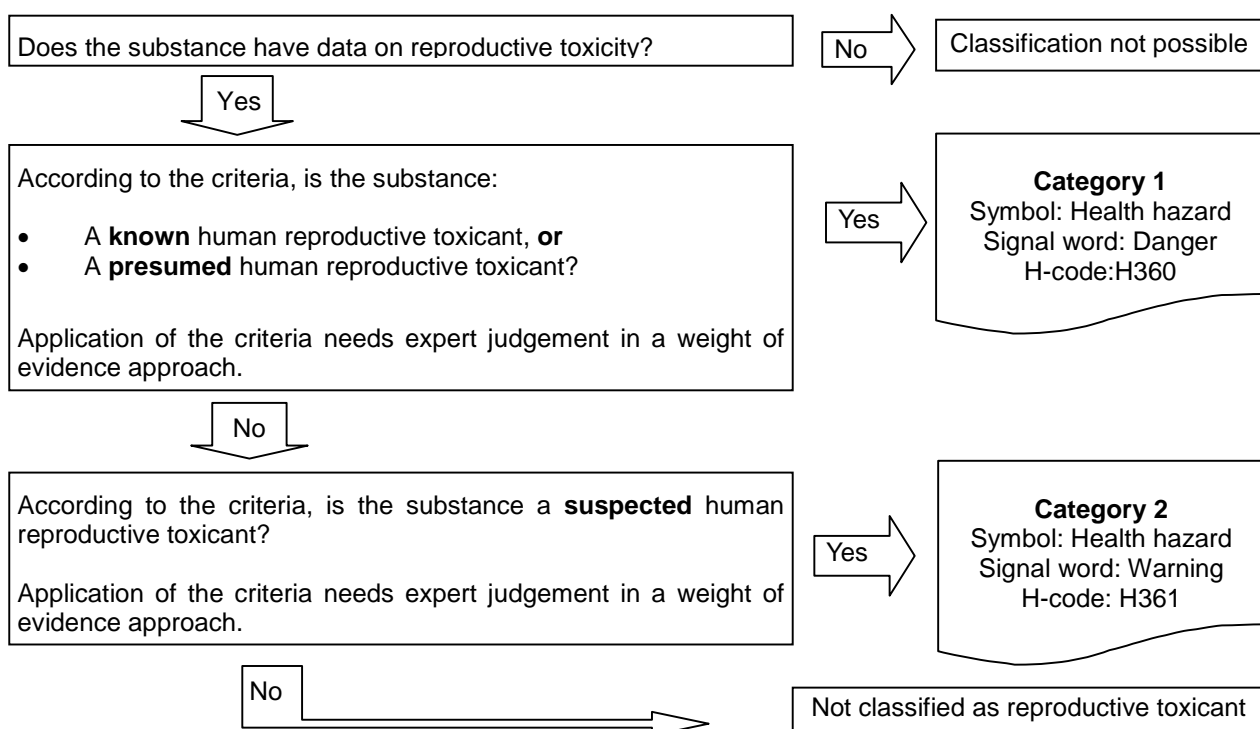 Does the substance have data on reproductive toxicity?
No
Classification not possible
Yes
According to the criteria, is the substance:
• A known human reproductive toxicant, or
• A presumed human reproductive toxicant?
Application of the criteria needs expert judgement in a weight of
evidence approach.
Yes
Category 1
Symbol: Health hazard
Signal word: Danger
H-code:H360
No
According to the criteria, is the substance a suspected human
reproductive toxicant?
Application of the criteria needs expert judgement in a weight of
evidence approach.
Yes
Category 2
Symbol: Health hazard
Signal word: Warning
H-code: H361
No
Not classified as reproductive toxicant